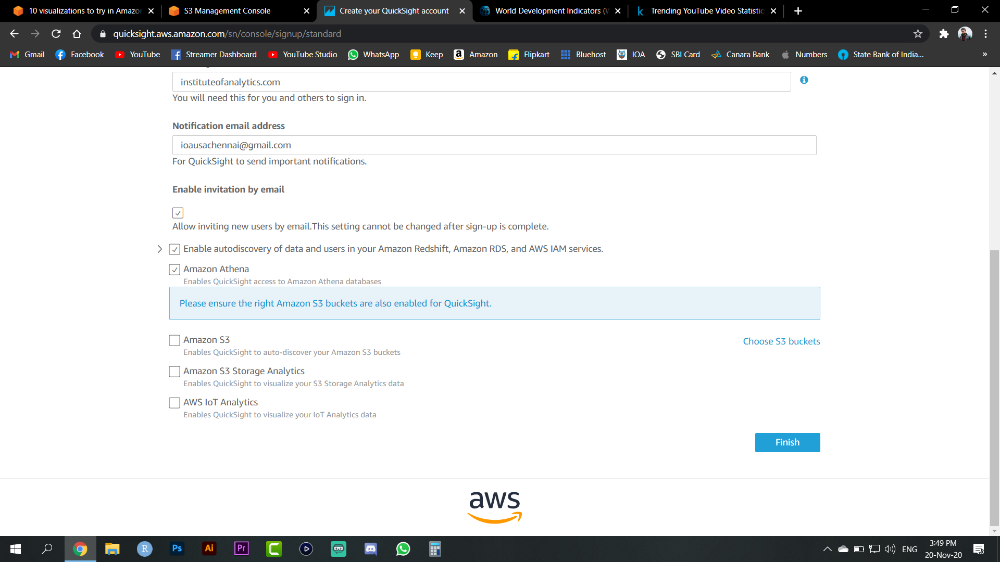 10 visualizations to try in Amazon
S3 Management Console
Create your QuickSight account
World Development Indicators (
Trending YouTube Video Statistic
quicksight.aws.amazon.com/sn/console/signup/standard
Gmail
Facebook
YouTube
Streamer Dashboard
YouTube Studio
WhatsApp
Keep
Amazon
Flipkart
Bluehost
IOA
SBI Card
Canara Bank
Numbers
State Bank of India...
»
instituteofanalytics.com
You will need this for you and others to sign in.
Notification email address
ioausachennai@gmail.com
For QuickSight to send important notifications.
Enable invitation by email
Allow inviting new users by email.This setting cannot be changed after sign-up is complete.
Enable autodiscovery of data and users in your Amazon Redshift, Amazon RDS, and AWS IAM services.
Amazon Athena
Enables QuickSight access to Amazon Athena databases
Please ensure the right Amazon S3 buckets are also enabled for QuickSight.
Amazon S3
Choose S3 buckets
Enables QuickSight to auto-discover your Amazon S3 buckets
Amazon S3 Storage Analytics
Enables QuickSight to visualize your S3 Storage Analytics data
AWS IoT Analytics
Enables QuickSight to visualize your IoT Analytics data
Finish
aws
R
Ps
Ai
Pr
ENG
3:49 PM
20-Nov-20